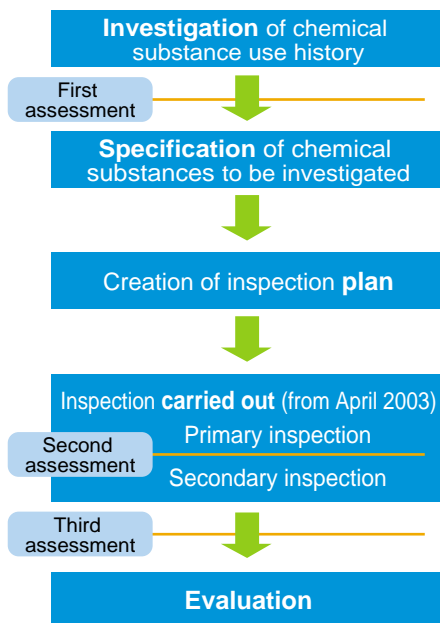 Investigation of chemical
substance use history
First
assessment
Specification of chemical
substances to be investigated
Creation of inspection plan
Inspection carried out (from April 2003)
Primary inspection
Second
assessment
Secondary inspection
Third
assessment
Evaluation